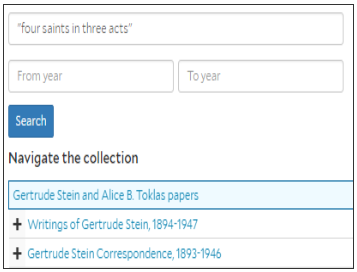 "four saints in three acts"
From year To year
Search
Navigate the collection
Gertrude Stein and Alice B. Toklas papers
+ Writings of Gertrude Stein, 1894-1947
+ Gertrude Stein Correspondence, 1893-1946